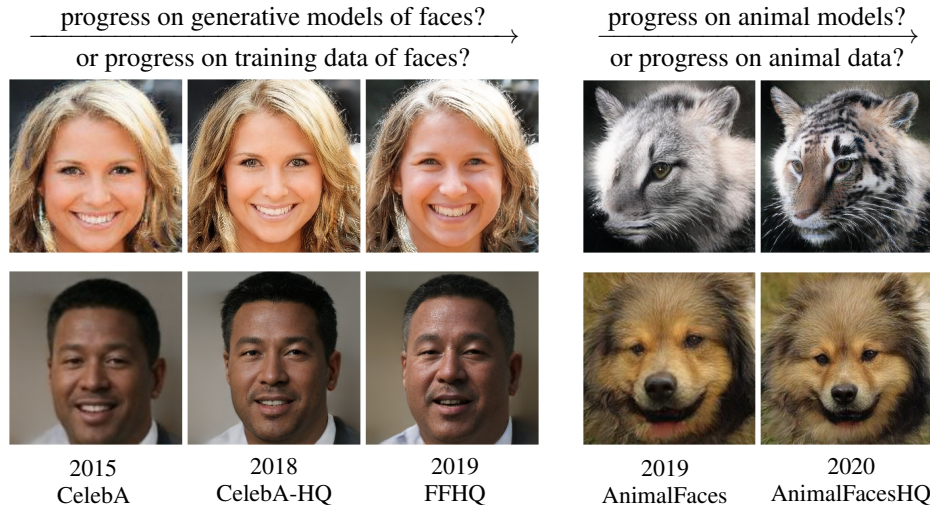 progress on generative models of faces?
or progress on training data of faces?
progress on animal models?
or progress on animal data?
2015
CelebA
2018
CelebA-HQ
2019
FFHQ
2019
AnimalFaces
2020
AnimalFacesHQ